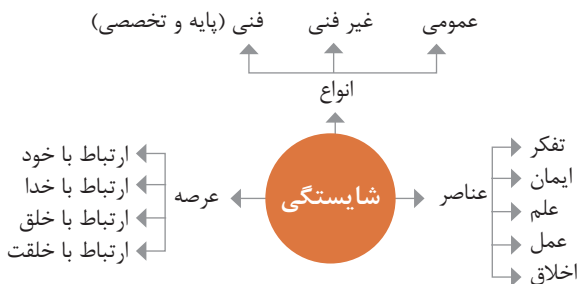 عمومی
غیر فنی
فنی (پایه و تخصصی)
انواع
شایستگی
عناصر
تفکر
ایمان
علم
عمل
اخلاق
عرصه
ارتباط با خود
ارتباط با خدا
ارتباط با خلق
ارتباط با خلقت